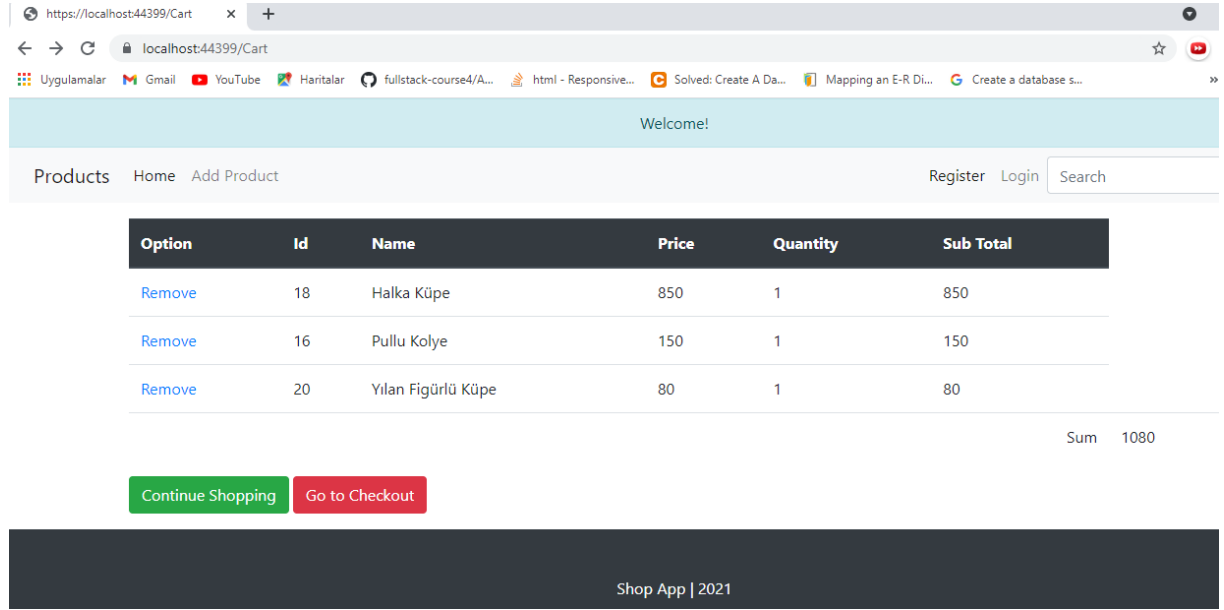 https://localhost:44399/Cart
localhost:44399/Cart
Uygulamalar Gmail YouTube Haritalar fullstack-course4/A... html - Responsive... Solved: Create A Da... Mapping an E-R Di... Create a database s... »
Welcome!
Products Home Add Product Register Login Search
Option Id Name Price Quantity Sub Total
Remove 18 Halka Küpe 850 1 850
Remove 16 Pullu Kolye 150 1 150
Remove 20 Yılan Figürlü Küpe 80 1 80
Sum 1080
Continue Shopping Go to Checkout
Shop App | 2021